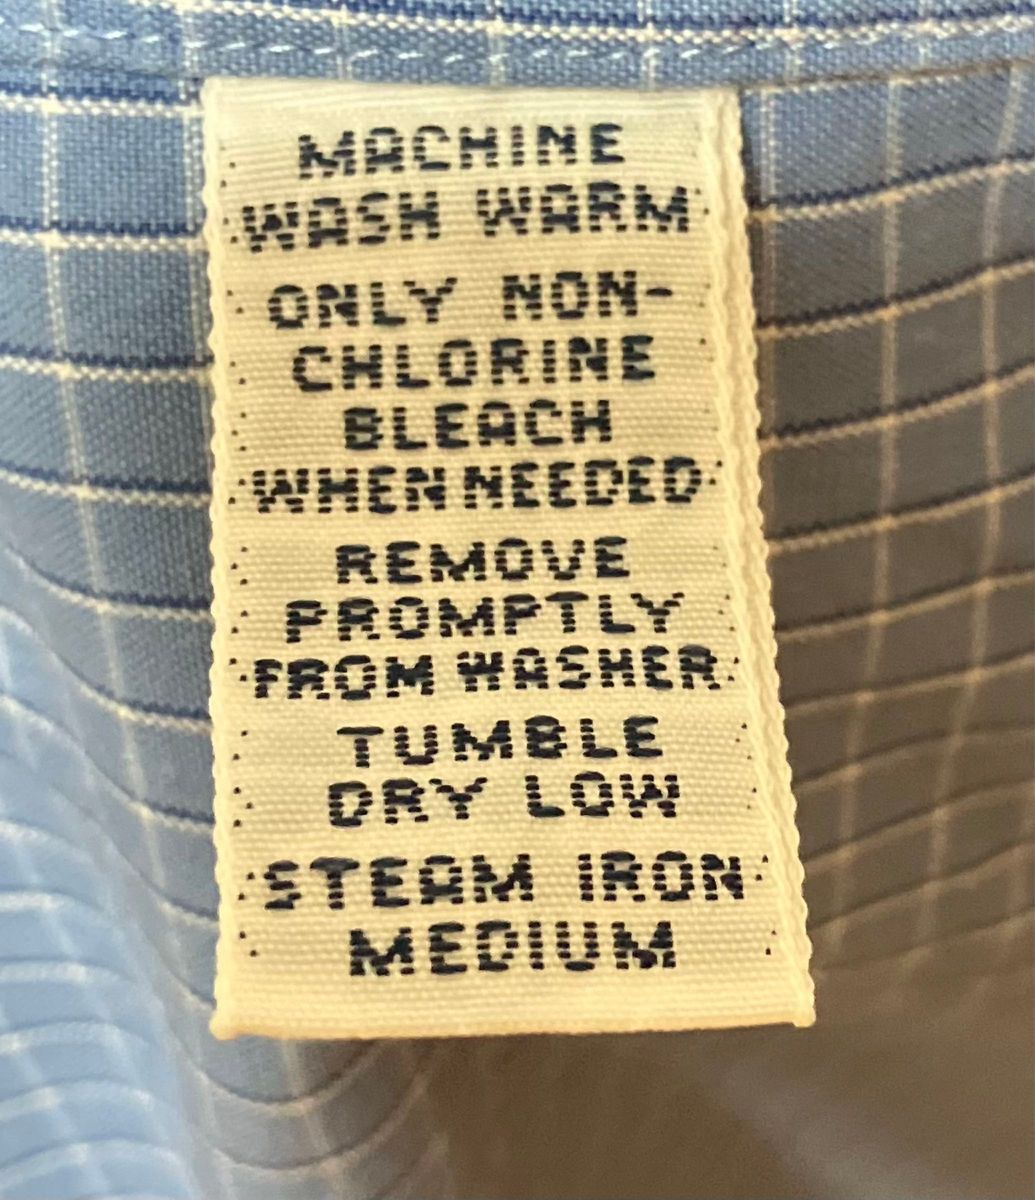 MACHINE
WASH WARM
ONLY NON-
CHLORINE
BLEACH
WHEN NEEDED
REMOVE
PROMPTLY
FROM WASHER
TUMBLE
DRY LOW
STEAM IRON
MEDIUM